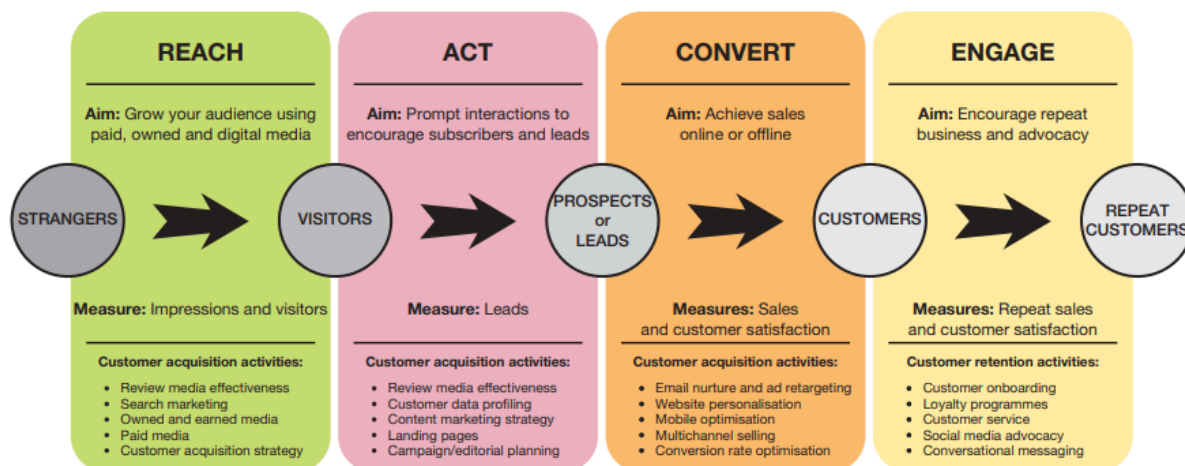 REACH
Aim: Grow your audience using
paid, owned and digital media
STRANGERS
VISITORS
Measure: Impressions and visitors
Customer acquisition activities:
• Review media effectiveness
• Search marketing
• Owned and earned media
• Paid media
• Customer acquisition strategy
ACT
Aim: Prompt interactions to
encourage subscribers and leads
PROSPECTS
or
LEADS
Measure: Leads
Customer acquisition activities:
• Review media effectiveness
• Customer data profiling
• Content marketing strategy
• Landing pages
• Campaign/editorial planning
CONVERT
Aim: Achieve sales
online or offline
CUSTOMERS
Measures: Sales
and customer satisfaction
Customer acquisition activities:
• Email nurture and ad retargeting
• Website personalisation
• Mobile optimisation
• Multichannel selling
• Conversion rate optimisation
ENGAGE
Aim: Encourage repeat
business and advocacy
REPEAT
CUSTOMERS
Measures: Repeat sales
and customer satisfaction
Customer retention activities:
• Customer onboarding
• Loyalty programmes
• Customer service
• Social media advocacy
• Conversational messaging